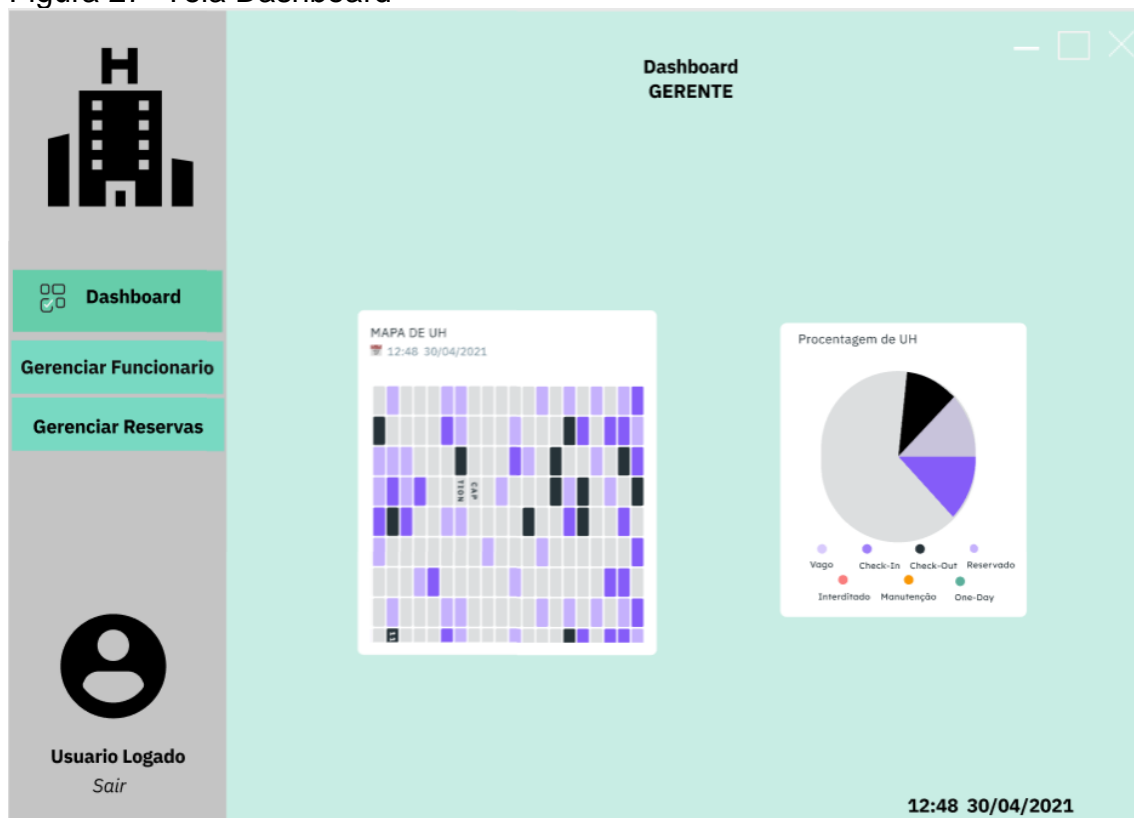 Figura 2: Tela Dashboard
H
Dashboard
GERENTE
Dashboard
Gerenciar Funcionario
Gerenciar Reservas
MAPA DE UH
12:48 30/04/2021
CAP
TION
Procentagem de UH
Vago Check-In Check-Out Reservado
Interditado Manutenção One-Day
Usuario Logado
Sair
12:48 30/04/2021